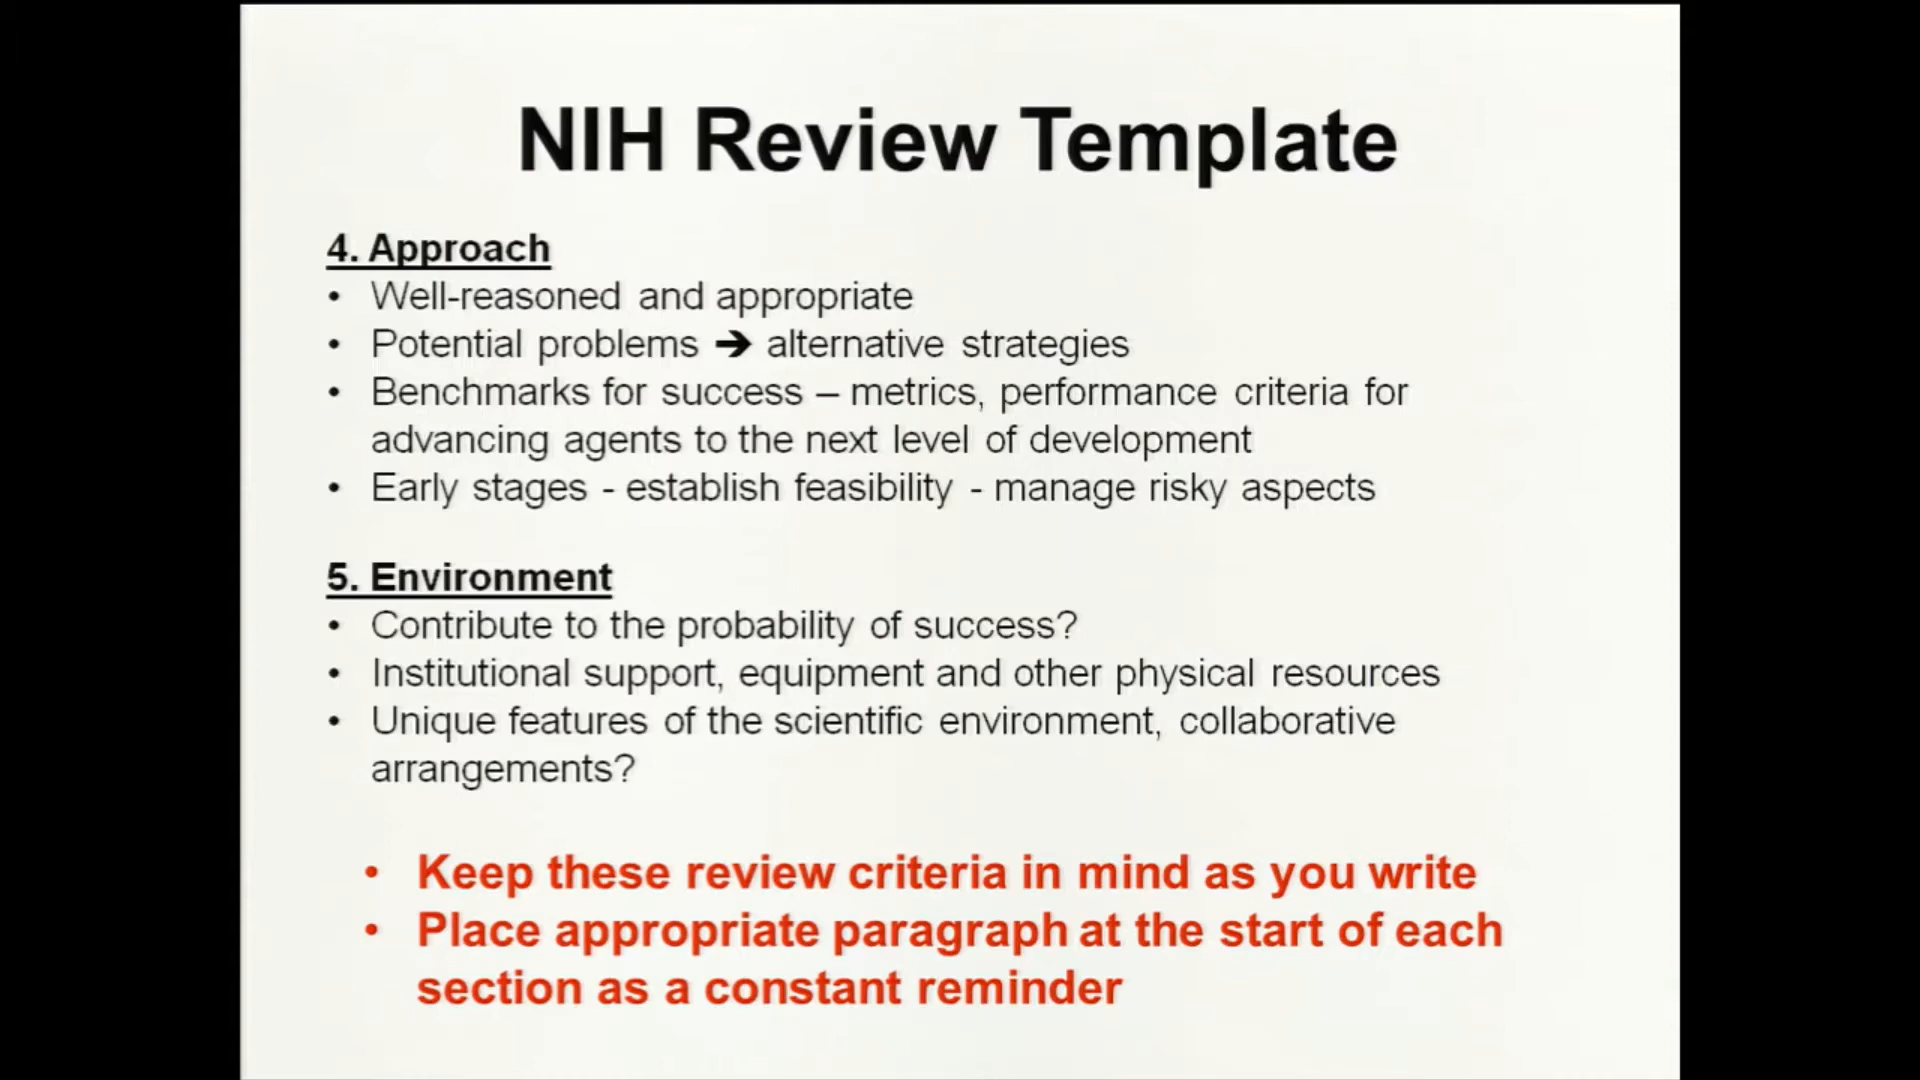 NIH Review Template
4. Approach
• Well-reasoned and appropriate
• Potential problems ➔ alternative strategies
• Benchmarks for success – metrics, performance criteria for
advancing agents to the next level of development
• Early stages - establish feasibility - manage risky aspects
5. Environment
• Contribute to the probability of success?
• Institutional support, equipment and other physical resources
• Unique features of the scientific environment, collaborative
arrangements?
• Keep these review criteria in mind as you write
• Place appropriate paragraph at the start of each
section as a constant reminder